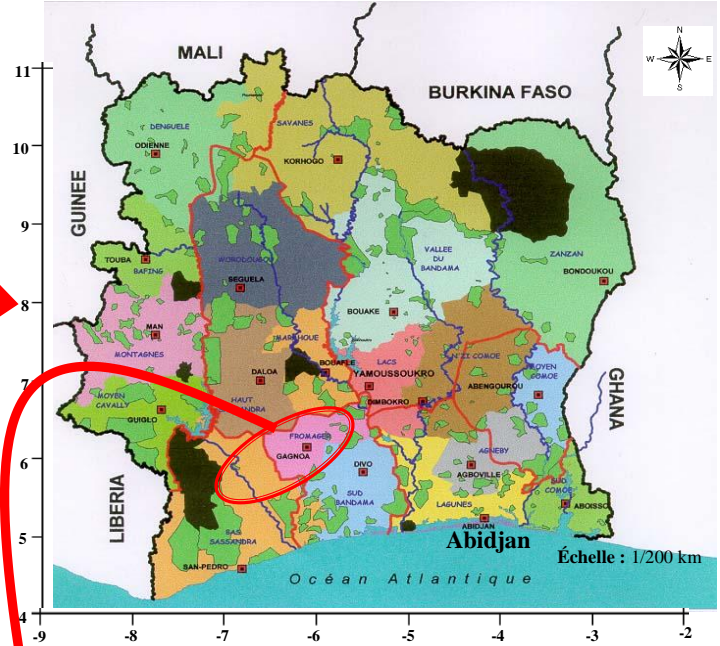 N
W E
S
MALI
BURKINA FASO
GUINEE
LIBERIA
GHANA
11
10
9
8
7
6
5
4
-9 -8 -7 -6 -5 -4 -3 -2
DENGUELE
ODIENNE
SAVANES
KORHOGO
TOUBA
BAFING
WORODOUGOU
SEGUELA
VALLEE
DU
BANDAMA
ZANZAN
BONDOUKOU
BOUAKE
MAN
MONTAGNES
MARAHOUE
BOUAFLE
LACS
YAMOUSSOUKRO
N'ZI COMOE
MOYEN
COMOE
DALOA
DIMBOKRO
ABENGOUROU
MOYEN
CAVALLY
HAUT
SASSANDRA
GUIGLO
FROMAGER
GAGNOA
AGNEBY
AGBOVILLE
DIVO
SUD
BANDAMA
SUD
COMOE
ABOISSO
LAGUNES
ABIDJAN
BAS
SASSANDRA
SAN-PEDRO
Abidjan
Échelle : 1/200 km
Océan Atlantique